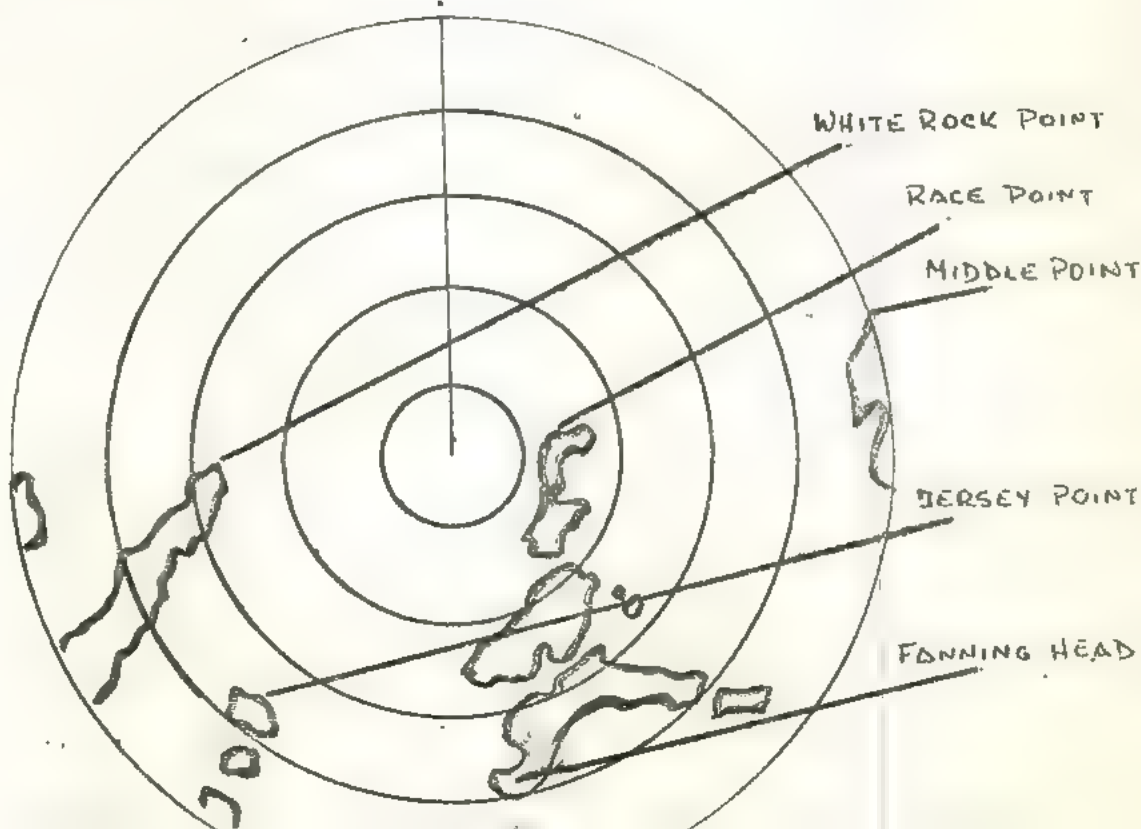 WHITE ROCK POINT
RACE POINT
MIDDLE POINT
JERSEY POINT
FANNING HEAD